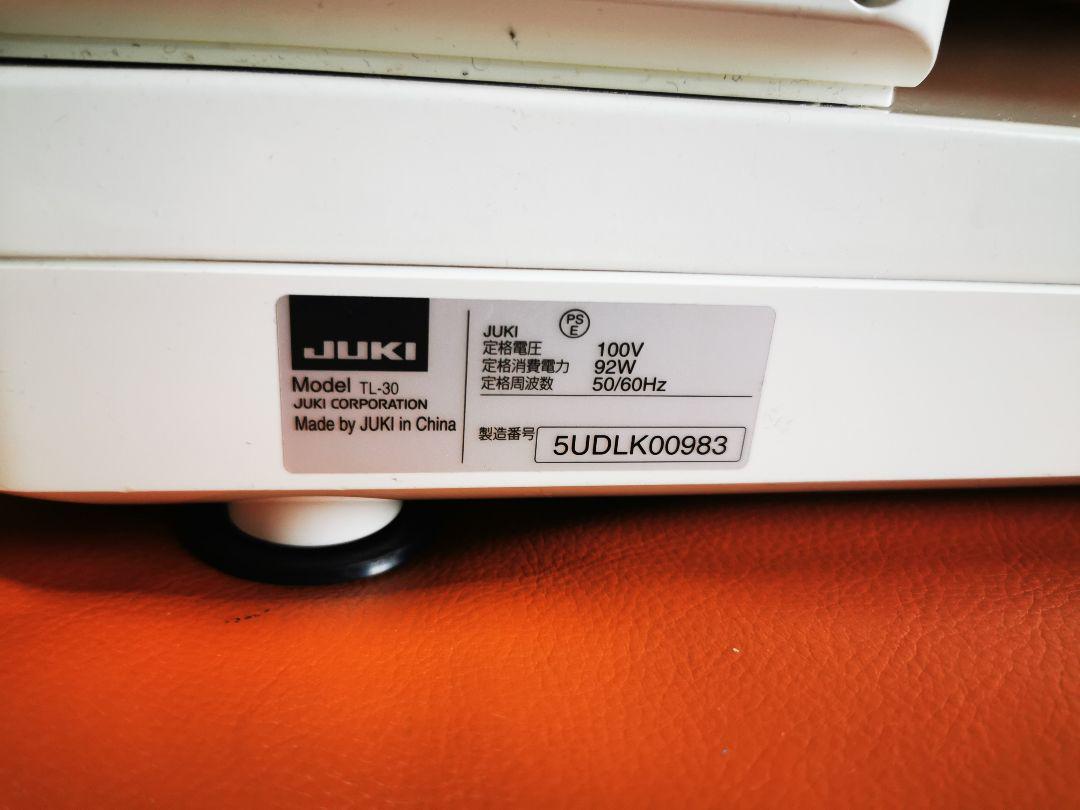 JUKI
Model TL-30
JUKI CORPORATION
Made by JUKI in China
PS
E
JUKI
定格電圧 100V
定格消費電力 92W
定格周波数 50/60Hz
製造番号 5UDLK00983